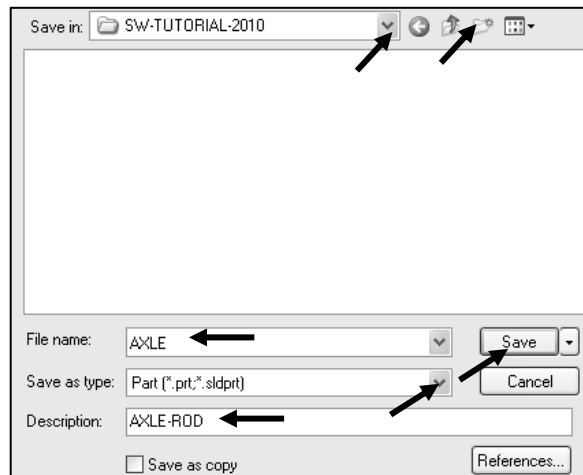 Save in: SW-TUTORIAL-2010
File name: AXLE Save
Save as type: Part (*.prt;*.sldprt) Cancel
Description: AXLE-ROD
Save as copy References...